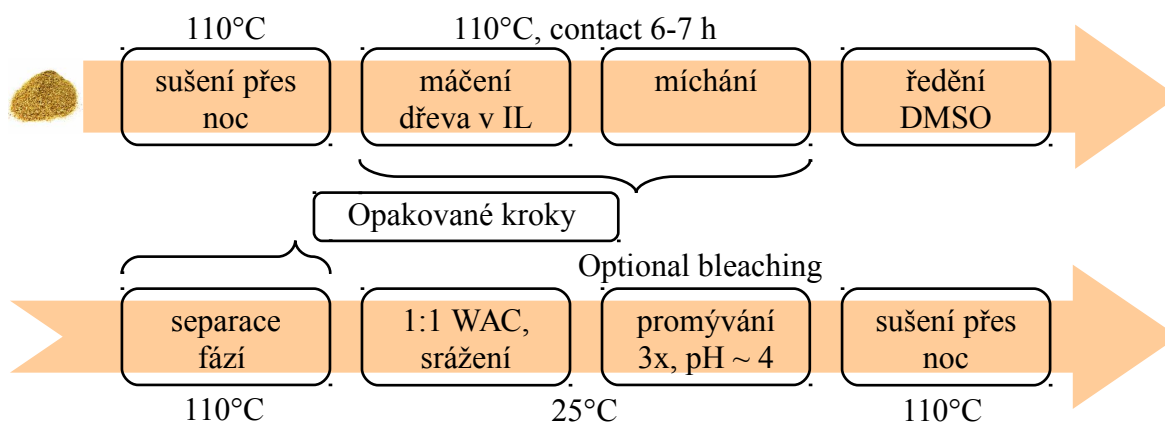 110°C
110°C, contact 6-7 h
sušení přes
noc
máčení
dřeva v IL
míchání
ředění
DMSO
Opakované kroky
Optional bleaching
separace
fází
1:1 WAC,
srážení
promývání
3x, pH ~ 4
sušení přes
noc
110°C
25°C
110°C